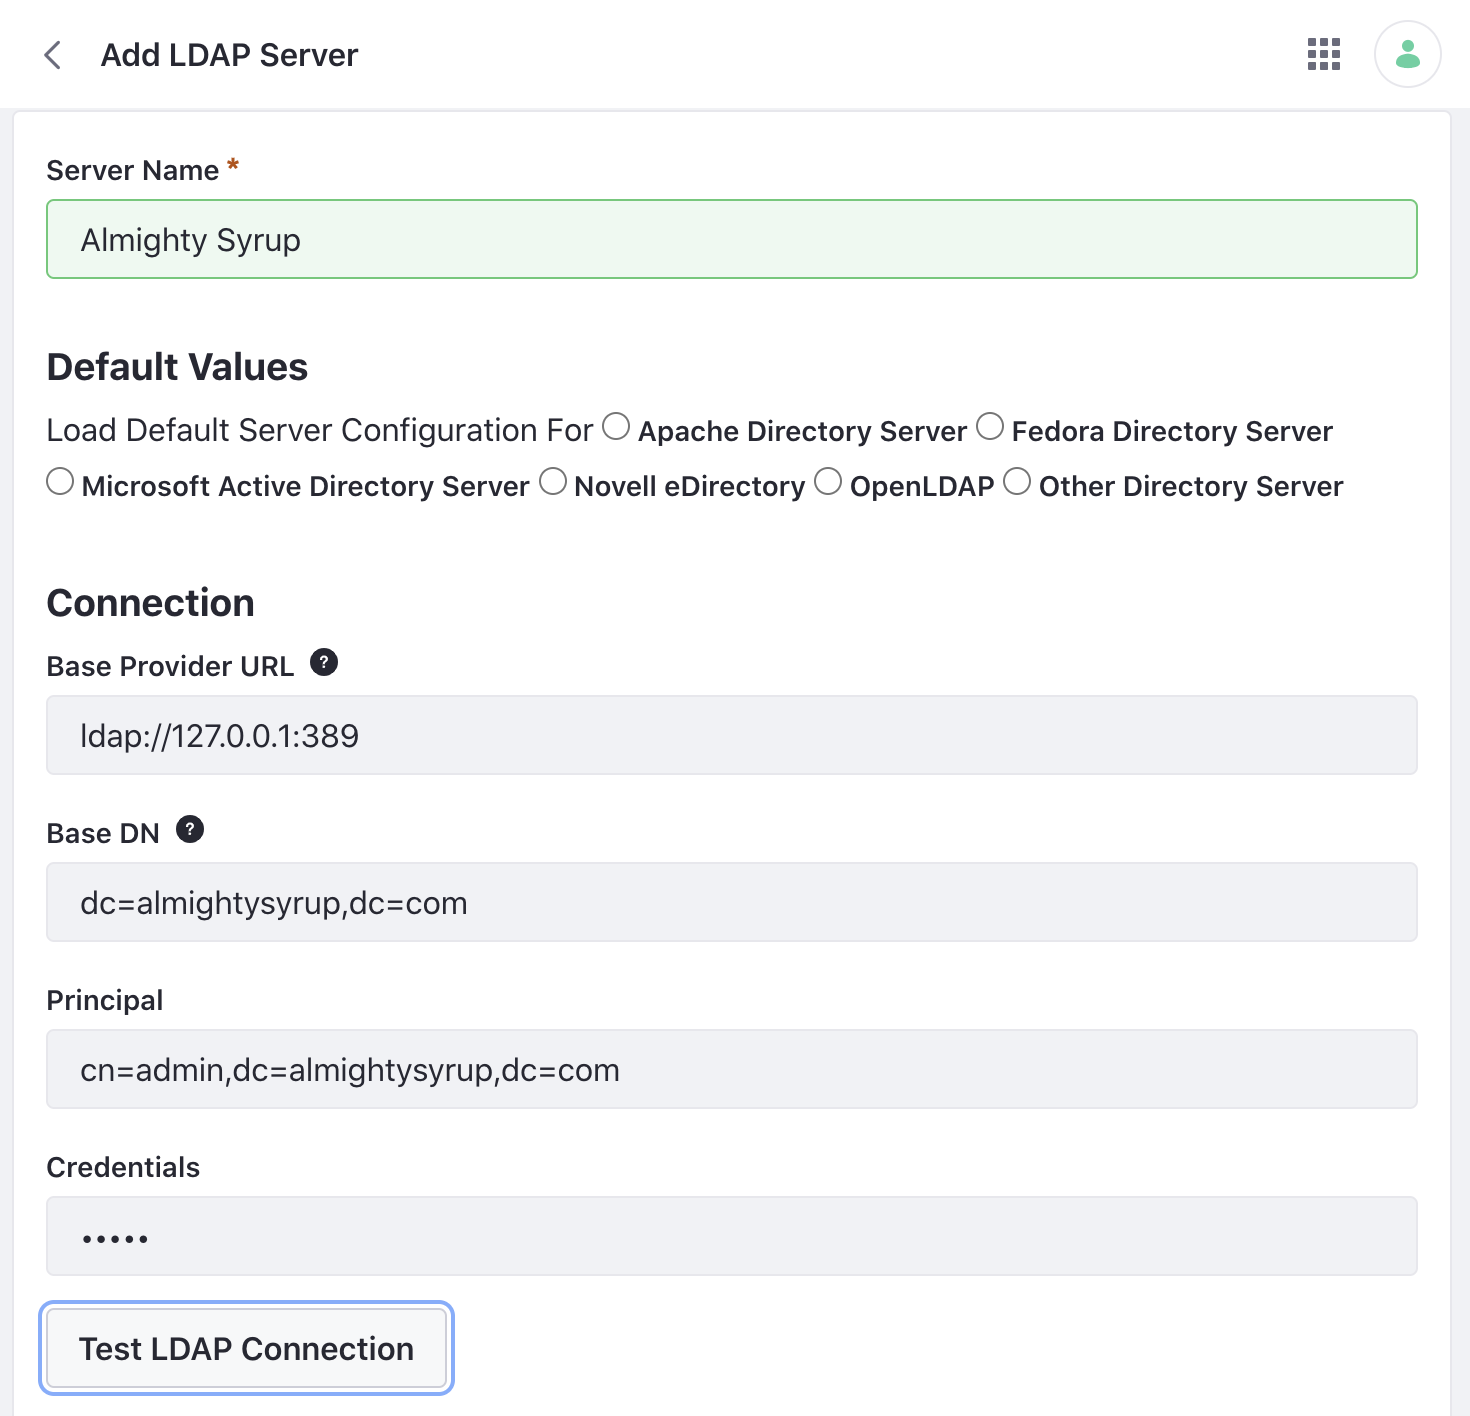 Add LDAP Server
Server Name *
Almighty Syrup
Default Values
Load Default Server Configuration For Apache Directory Server Fedora Directory Server
Microsoft Active Directory Server Novell eDirectory OpenLDAP Other Directory Server
Connection
Base Provider URL ?
ldap://127.0.0.1:389
Base DN ?
dc=almightysyrup,dc=com
Principal
cn=admin,dc=almightysyrup,dc=com
Credentials
•••••
Test LDAP Connection